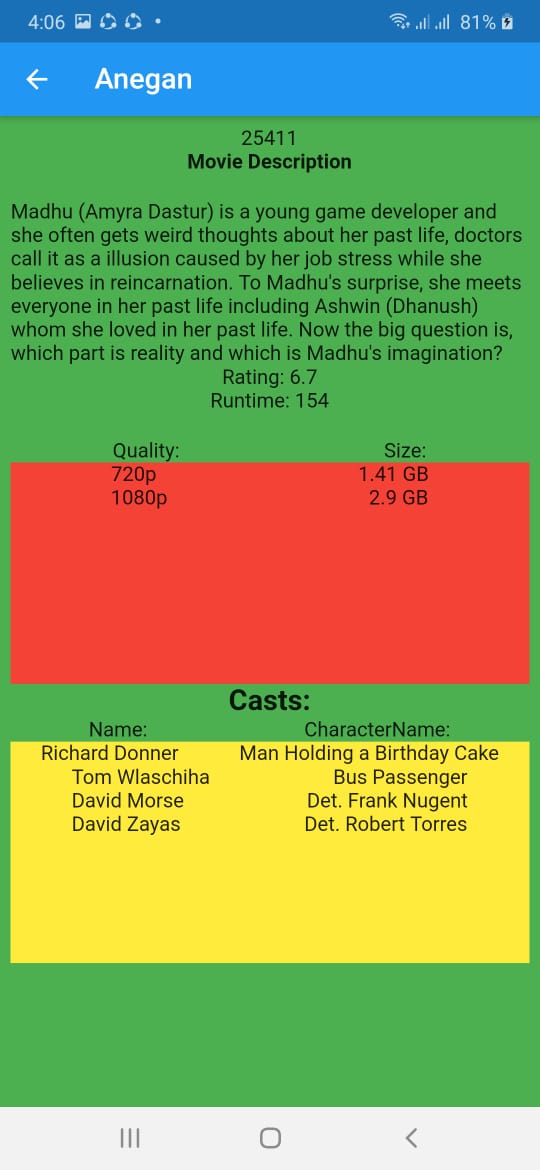 4:06 81%
Anegan
25411
Movie Description
Madhu (Amyra Dastur) is a young game developer and
she often gets weird thoughts about her past life, doctors
call it as a illusion caused by her job stress while she
believes in reincarnation. To Madhu's surprise, she meets
everyone in her past life including Ashwin (Dhanush)
whom she loved in her past life. Now the big question is,
which part is reality and which is Madhu's imagination?
Rating: 6.7
Runtime: 154
Quality: Size:
720p 1.41 GB
1080p 2.9 GB
Casts:
Name: CharacterName:
Richard Donner Man Holding a Birthday Cake
Tom Wlaschiha Bus Passenger
David Morse Det. Frank Nugent
David Zayas Det. Robert Torres